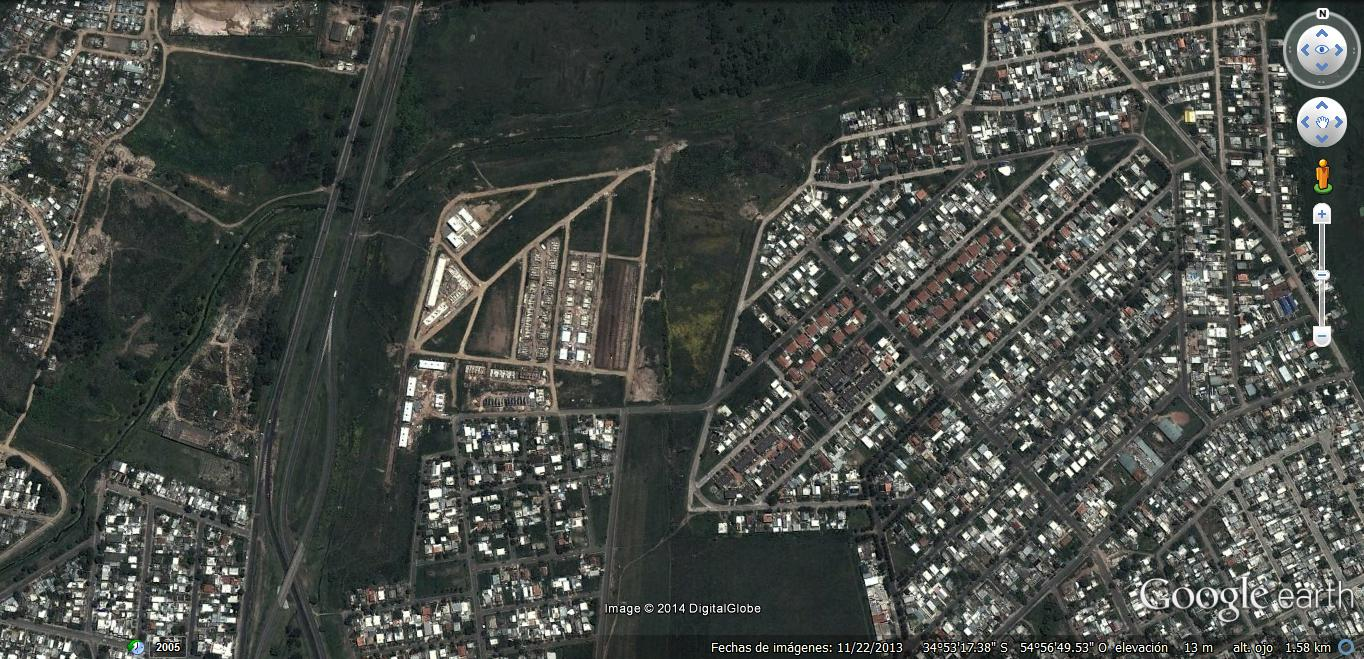 N
Image © 2014 DigitalGlobe
Google earth
2005
Fechas de imágenes: 11/22/2013 34°53'17.38" S 54°56'49.53" O elevación 13 m alt. ojo 1.58 km